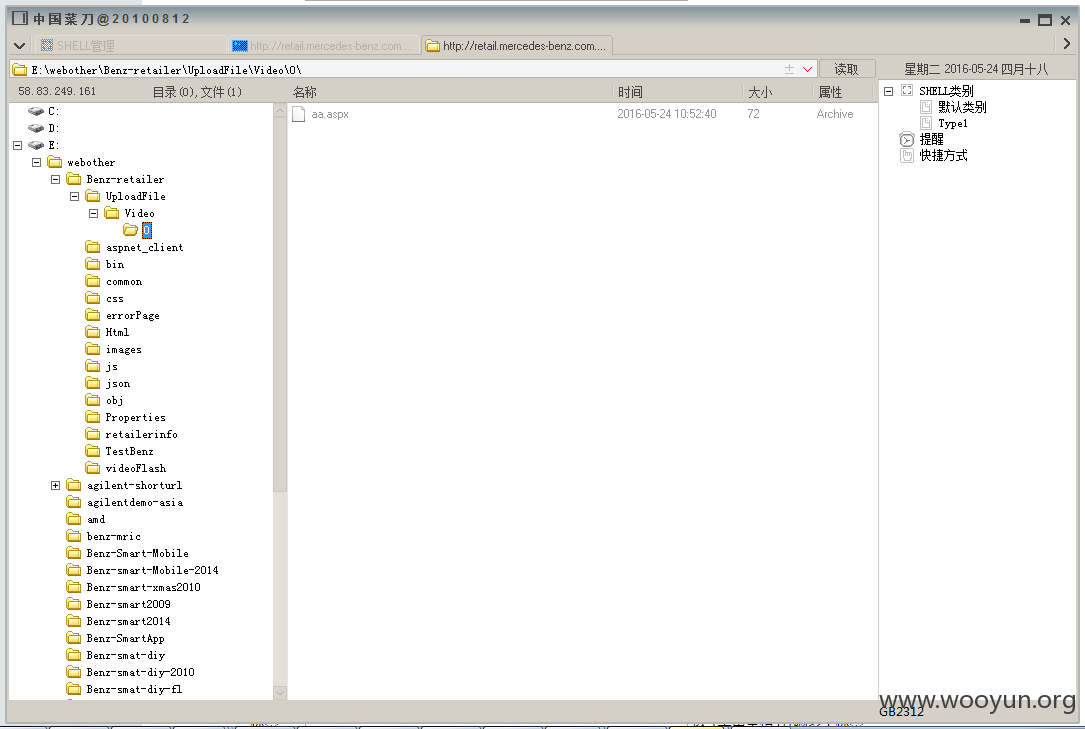 中国菜刀@20100812
SHELL管理
http://retail.mercedes-benz.com....
http://retail.mercedes-benz.com....
E:\webother\Benz-retailer\UploadFile\Video\0\
读取
星期二 2016-05-24 四月十八
58.83.249.161
目录(0),文件(1)
名称
时间
大小
属性
C:
D:
E:
webother
Benz-retailer
UploadFile
Video
0
aspnet_client
bin
common
css
errorPage
Html
images
js
json
obj
Properties
retailerinfo
TestBenz
videoFlash
agilent-shorturl
agilentdemo-asia
amd
benz-mric
Benz-Smart-Mobile
Benz-smart-Mobile-2014
Benz-smart-xmas2010
Benz-smart2009
Benz-smart2014
Benz-SmartApp
Benz-smat-diy
Benz-smat-diy-2010
Benz-smat-diy-fl
aa.aspx
2016-05-24 10:52:40
72
Archive
SHELL类别
默认类别
Type1
提醒
快捷方式
www.wooyun.org
GB2312